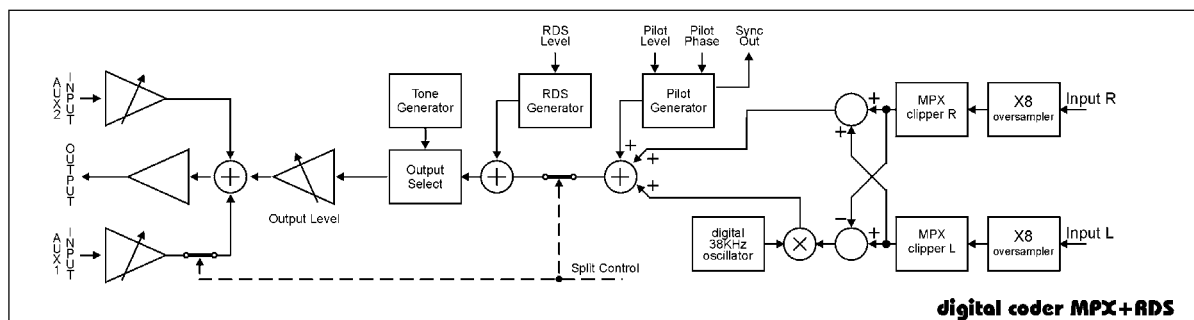 RDS
Level
Pilot
Level
Pilot
Phase
Sync
Out
AUX2
INPUT
Tone
Generator
RDS
Generator
Pilot
Generator
+
MPX
clipper R
X8
oversampler
Input R
+
+
OUTPUT
+
Output
Select
+
+
+
Output Level
digital
38KHz
oscillator
×
−
+
MPX
clipper L
X8
oversampler
Input L
AUX1
INPUT
Split Control
digital coder MPX+RDS